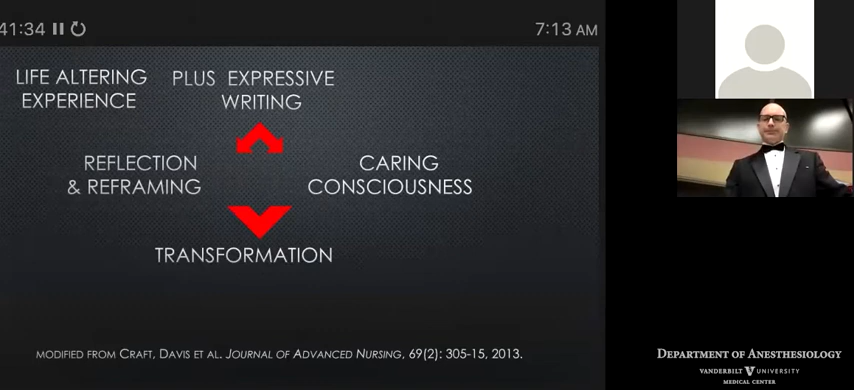 41:34
7:13 AM
LIFE ALTERING
EXPERIENCE
PLUS EXPRESSIVE
WRITING
REFLECTION
& REFRAMING
CARING
CONSCIOUSNESS
TRANSFORMATION
MODIFIED FROM CRAFT, DAVIS ET AL. JOURNAL OF ADVANCED NURSING, 69(2): 305-15, 2013.
DEPARTMENT OF ANESTHESIOLOGY
VANDERBILT V UNIVERSITY
MEDICAL CENTER